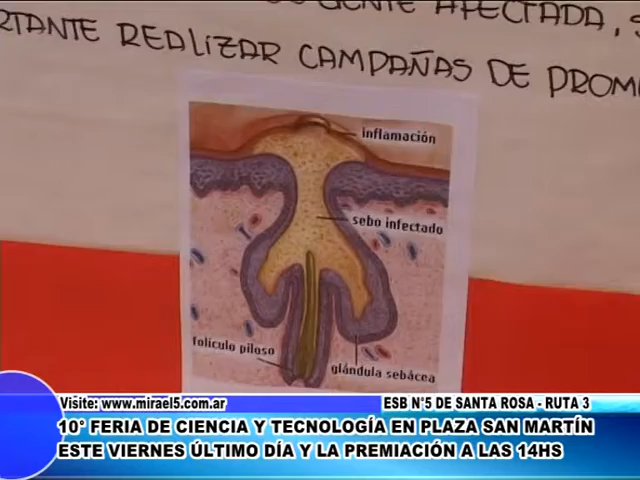 GENTE AFECTADA,
REALIZAR CAMPAÑAS DE
inflamación
sebo infectado
folículo piloso
glándula sebácea
Visite: www.mirael5.com.ar
ESB N°5 DE SANTA ROSA - RUTA 3
10° FERIA DE CIENCIA Y TECNOLOGÍA EN PLAZA SAN MARTÍN
ESTE VIERNES ÚLTIMO DÍA Y LA PREMIACIÓN A LAS 14HS